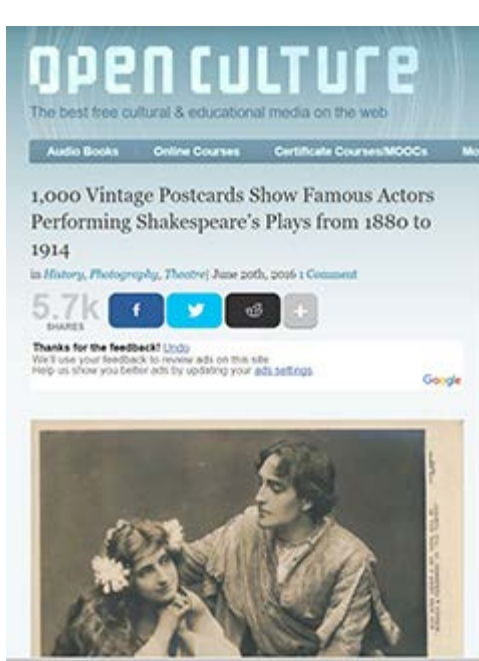 OPEN CULTURE
The best free cultural & educational media on the web
Audio Books Online Courses Certificate Courses/MOOCs Mo
1,000 Vintage Postcards Show Famous Actors
Performing Shakespeare's Plays from 1880 to
1914
in History, Photography, Theatre| June 20th, 2016 1 Comment
5.7k
SHARES
Thanks for the feedback! Undo
We'll use your feedback to review ads on this site
Help us show you better ads by updating your ads settings
Google